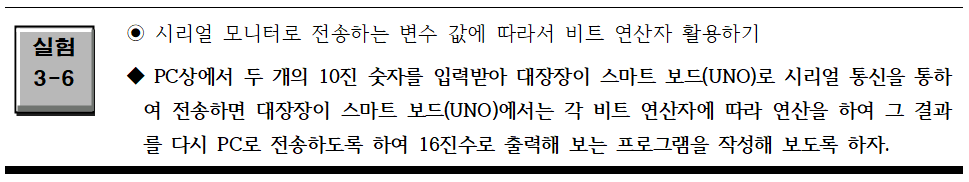 실험
3-6
◉ 시리얼 모니터로 전송하는 변수 값에 따라서 비트 연산자 활용하기
◆ PC상에서 두 개의 10진 숫자를 입력받아 대장장이 스마트 보드(UNO)로 시리얼 통신을 통하
여 전송하면 대장장이 스마트 보드(UNO)에서는 각 비트 연산자에 따라 연산을 하여 그 결과
를 다시 PC로 전송하도록 하여 16진수로 출력해 보는 프로그램을 작성해 보도록 하자.